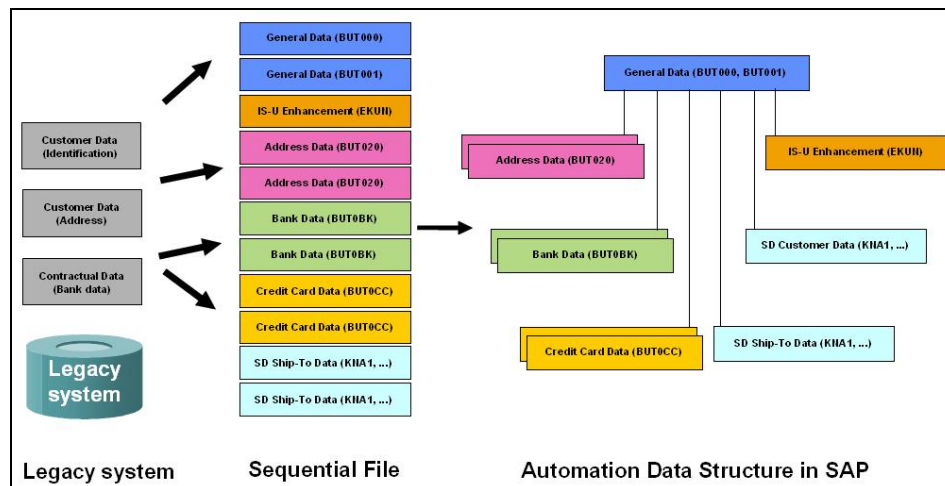 General Data (BUT000)
General Data (BUT001)
IS-U Enhancement (EKUN)
Address Data (BUT020)
Address Data (BUT020)
Bank Data (BUT0BK)
Bank Data (BUT0BK)
Credit Card Data (BUT0CC)
Credit Card Data (BUT0CC)
SD Ship-To Data (KNA1, ...)
SD Ship-To Data (KNA1, ...)
Customer Data
(Identification)
Customer Data
(Address)
Contractual Data
(Bank data)
Legacy
system
General Data (BUT000, BUT001)
Address Data (BUT020)
IS-U Enhancement (EKUN)
Bank Data (BUT0BK)
SD Customer Data (KNA1, ...)
Credit Card Data (BUT0CC)
SD Ship-To Data (KNA1, ...)
Legacy system
Sequential File
Automation Data Structure in SAP